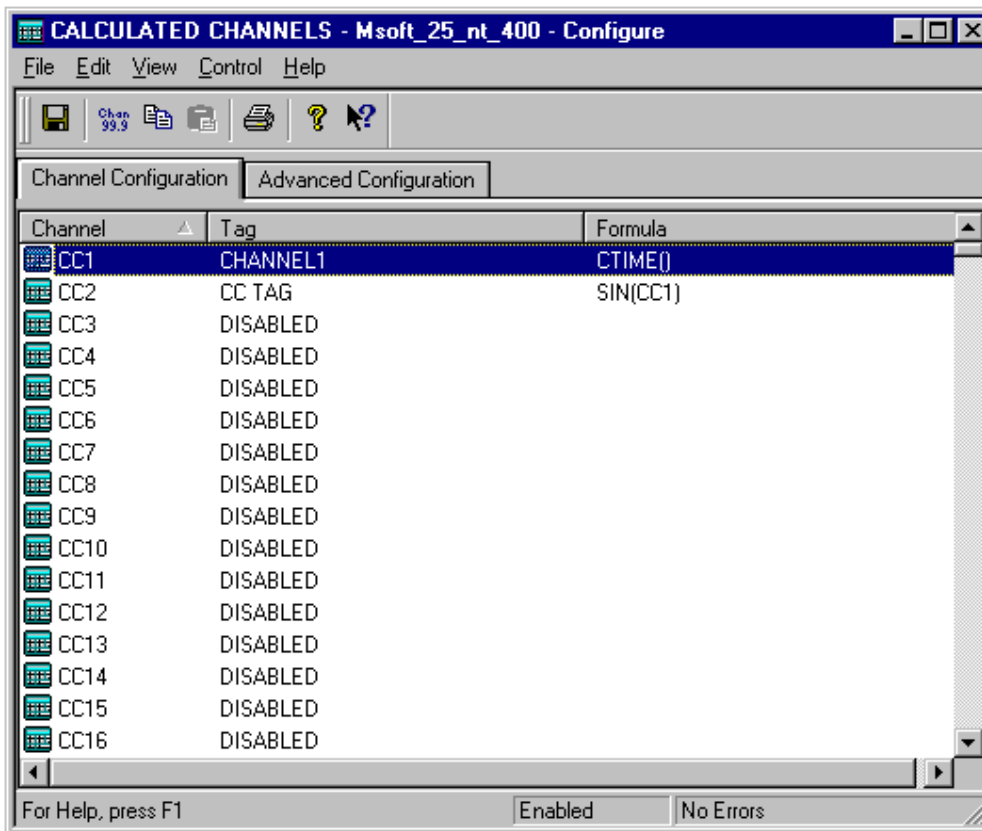 CALCULATED CHANNELS - Msoft_25_nt_400 - Configure
File Edit View Control Help
Chan 99.9
Channel Configuration Advanced Configuration
Channel Tag Formula
CC1 CHANNEL1 CTIME()
CC2 CC TAG SIN(CC1)
CC3 DISABLED
CC4 DISABLED
CC5 DISABLED
CC6 DISABLED
CC7 DISABLED
CC8 DISABLED
CC9 DISABLED
CC10 DISABLED
CC11 DISABLED
CC12 DISABLED
CC13 DISABLED
CC14 DISABLED
CC15 DISABLED
CC16 DISABLED
For Help, press F1 Enabled No Errors